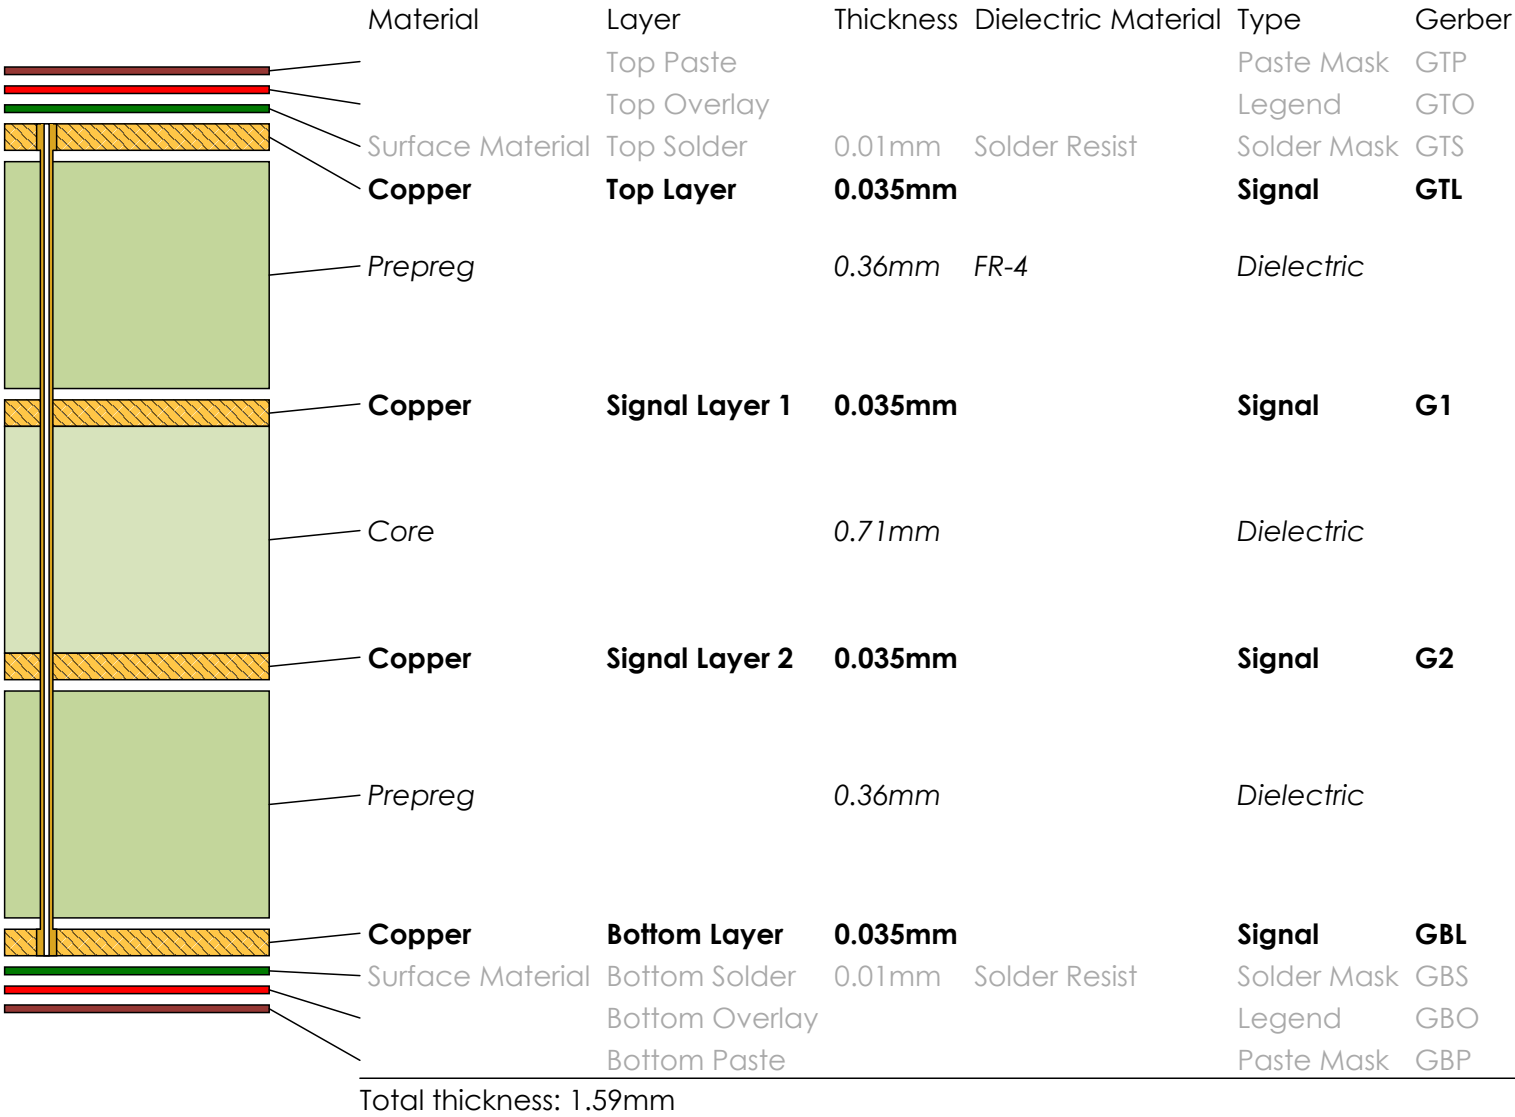 Material Layer Thickness Dielectric Material Type Gerber
Top Paste Paste Mask GTP
Top Overlay Legend GTO
Surface Material Top Solder 0.01mm Solder Resist Solder Mask GTS
Copper Top Layer 0.035mm Signal GTL
Prepreg 0.36mm FR-4 Dielectric
Copper Signal Layer 1 0.035mm Signal G1
Core 0.71mm Dielectric
Copper Signal Layer 2 0.035mm Signal G2
Prepreg 0.36mm Dielectric
Copper Bottom Layer 0.035mm Signal GBL
Surface Material Bottom Solder 0.01mm Solder Resist Solder Mask GBS
Bottom Overlay Legend GBO
Bottom Paste Paste Mask GBP
Total thickness: 1.59mm